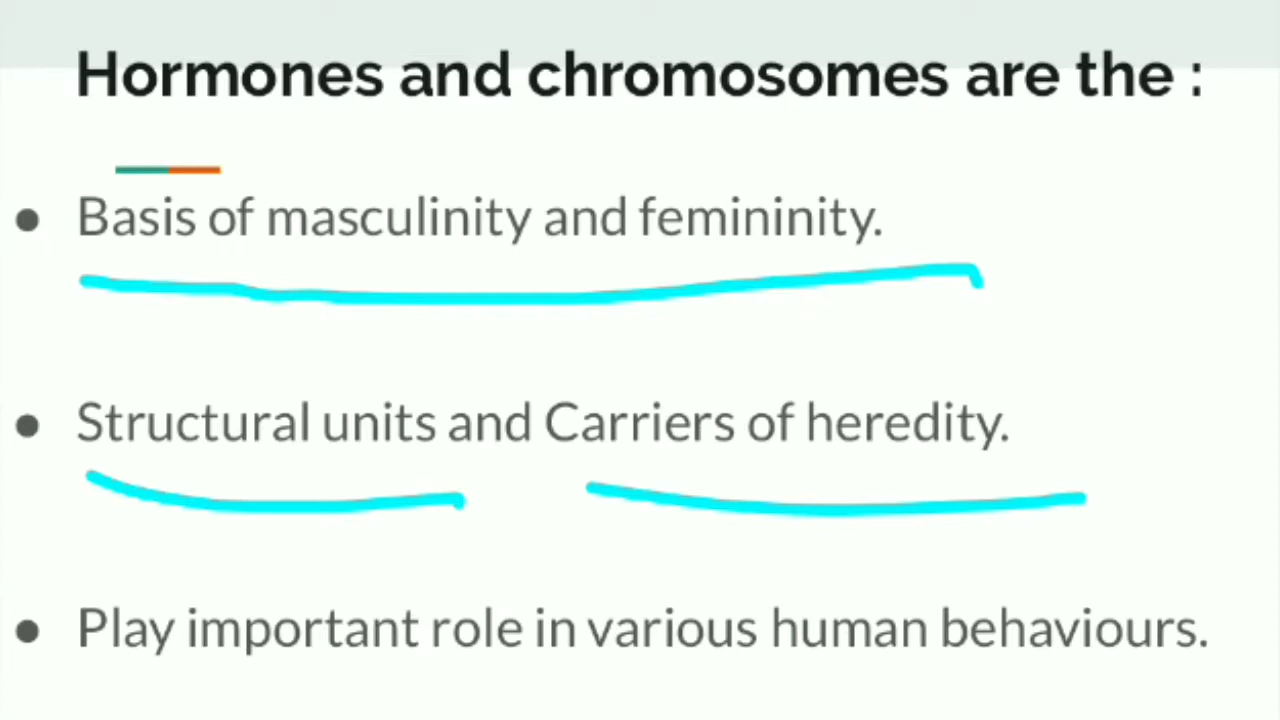 Hormones and chromosomes are the :
● Basis of masculinity and femininity.
● Structural units and Carriers of heredity.
● Play important role in various human behaviours.